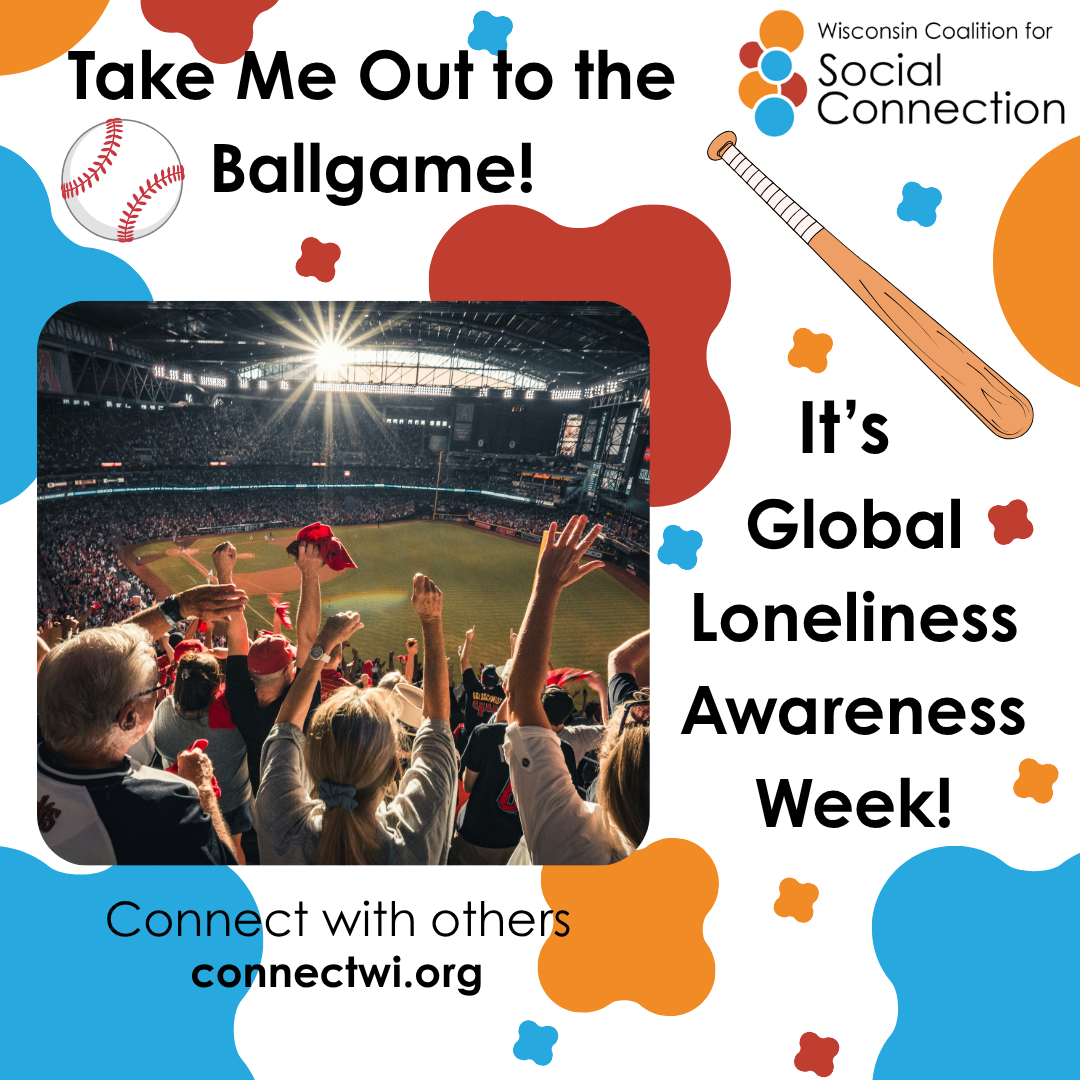 Take Me Out to the
Ballgame!
Wisconsin Coalition for
Social
Connection
It's
Global
Loneliness
Awareness
Week!
Connect with others
connectwi.org